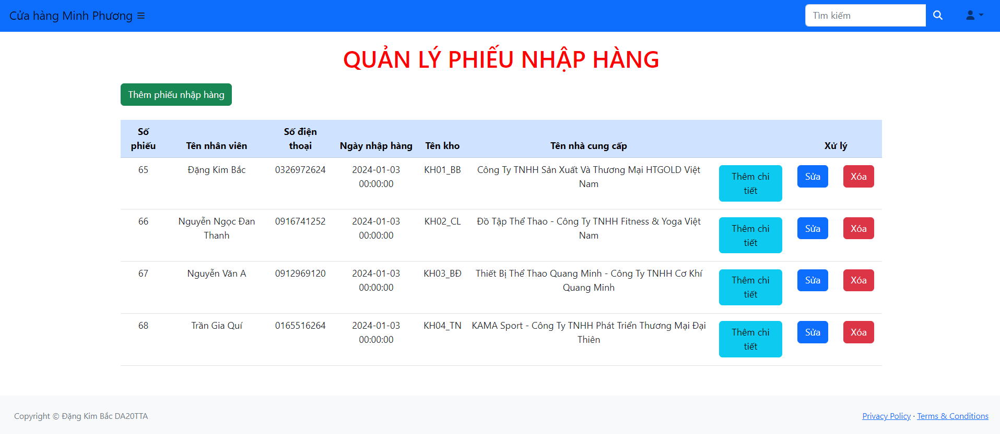 Cửa hàng Minh Phương
Tìm kiếm
QUẢN LÝ PHIẾU NHẬP HÀNG
Thêm phiếu nhập hàng
Số phiếu Tên nhân viên Số điện thoại Ngày nhập hàng Tên kho Tên nhà cung cấp Xử lý
65 Đặng Kim Bắc 0326972624 2024-01-03 00:00:00 KH01_BB Công Ty TNHH Sản Xuất Và Thương Mại HTGOLD Việt Nam Thêm chi tiết Sửa Xóa
66 Nguyễn Ngọc Đan Thanh 0916741252 2024-01-03 00:00:00 KH02_CL Đồ Tập Thể Thao - Công Ty TNHH Fitness & Yoga Việt Nam Thêm chi tiết Sửa Xóa
67 Nguyễn Văn A 0912969120 2024-01-03 00:00:00 KH03_BĐ Thiết Bị Thể Thao Quang Minh - Công Ty TNHH Cơ Khí Quang Minh Thêm chi tiết Sửa Xóa
68 Trần Gia Quí 0165516264 2024-01-03 00:00:00 KH04_TN KAMA Sport - Công Ty TNHH Phát Triển Thương Mại Đại Thiên Thêm chi tiết Sửa Xóa
Copyright © Đặng Kim Bắc DA20TTA
Privacy Policy · Terms & Conditions